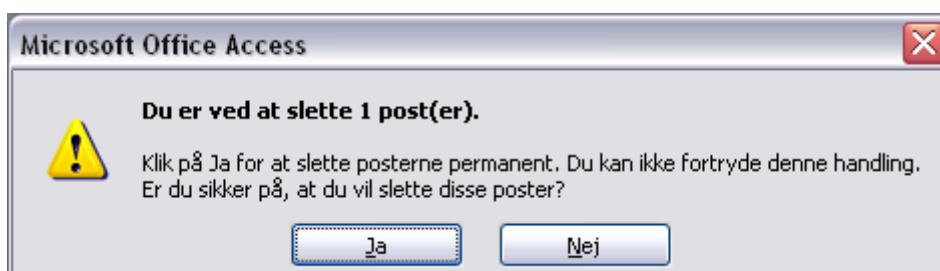 Microsoft Office Access
Du er ved at slette 1 post(er).
Klik på Ja for at slette posterne permanent. Du kan ikke fortryde denne handling.
Er du sikker på, at du vil slette disse poster?
Ja
Nej